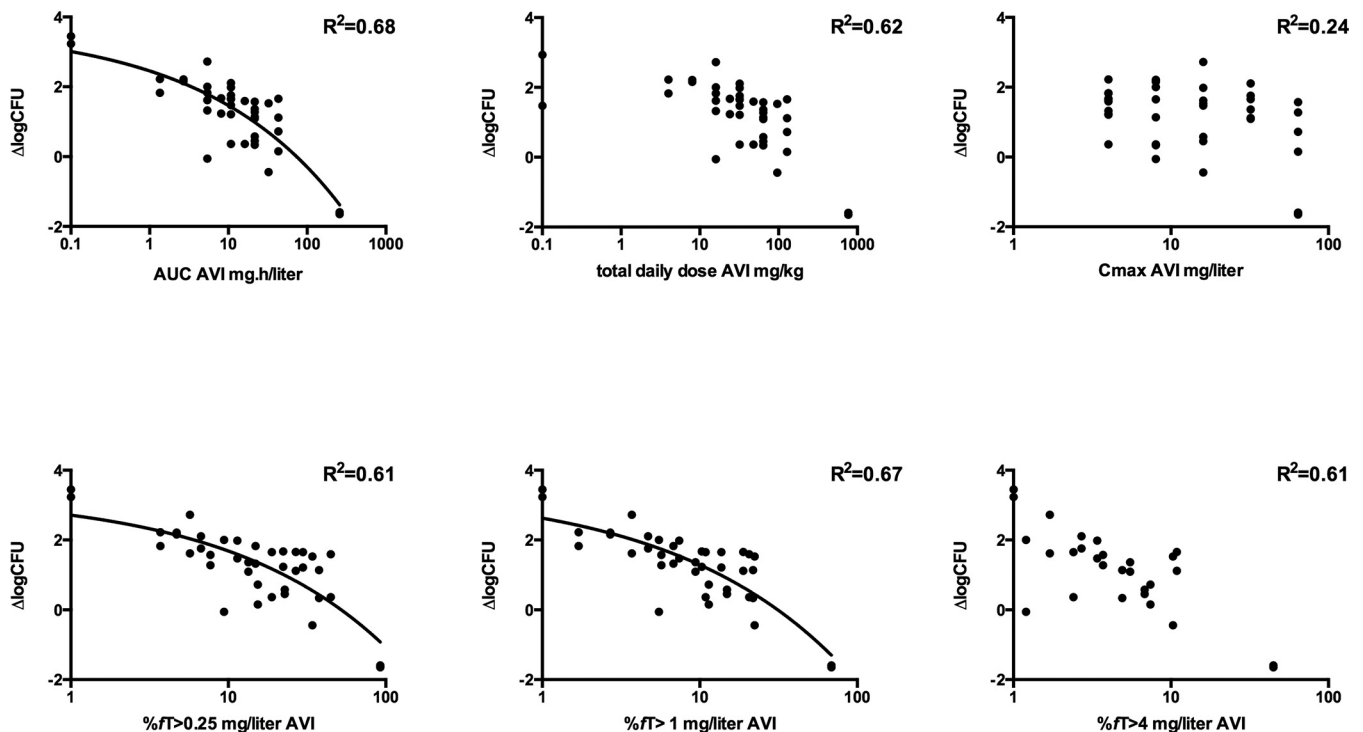 R²=0.68
4
2
0
-2
ΔlogCFU
0.1 1 10 100 1000
AUC AVI mg.h/liter
R²=0.62
4
2
0
-2
ΔlogCFU
0.1 1 10 100 1000
total daily dose AVI mg/kg
R²=0.24
4
2
0
-2
ΔlogCFU
1 10 100
Cmax AVI mg/liter
R²=0.61
4
2
0
-2
ΔlogCFU
1 10 100
%fT>0.25 mg/liter AVI
R²=0.67
4
2
0
-2
ΔlogCFU
1 10 100
%fT> 1 mg/liter AVI
R²=0.61
4
2
0
-2
ΔlogCFU
1 10 100
%fT>4 mg/liter AVI